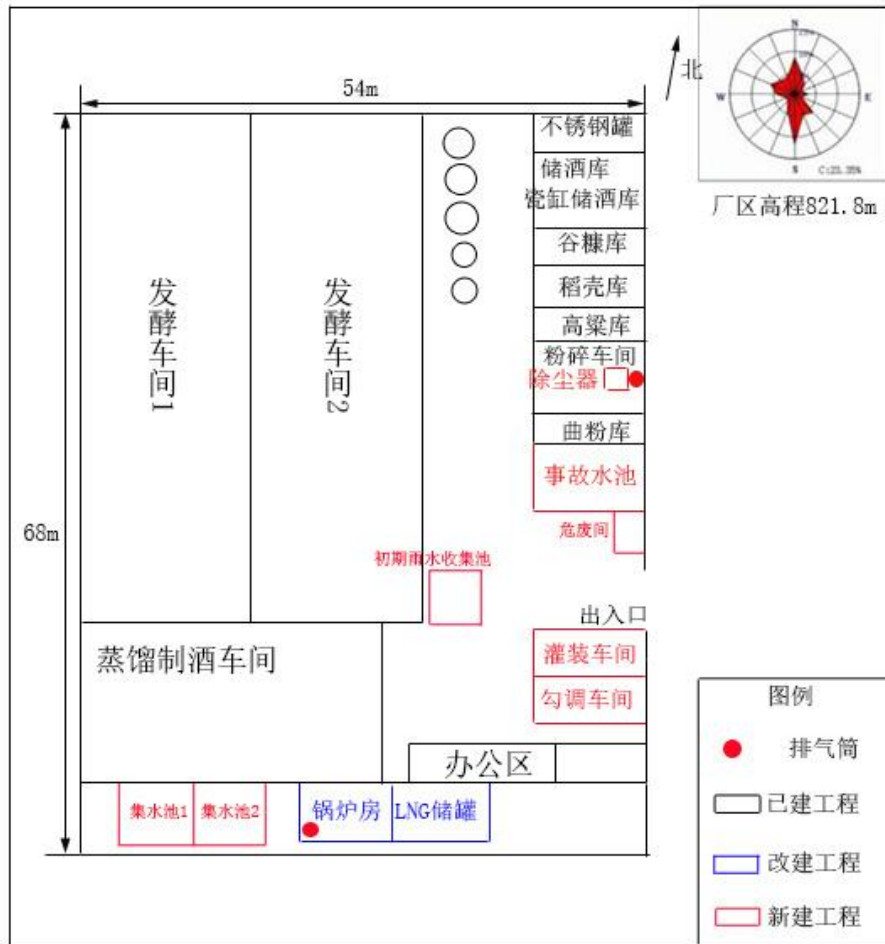 54m
北
N
W
E
S
C:23.35%
厂区高程821.8m
不锈钢罐
储酒库
瓷缸储酒库
谷糠库
稻壳库
高粱库
粉碎车间
除尘器
曲粉库
事故水池
危废间
发酵车间1
发酵车间2
68m
初期雨水收集池
出入口
蒸馏制酒车间
灌装车间
勾调车间
办公区
集水池1
集水池2
锅炉房
LNG储罐
图例
排气筒
已建工程
改建工程
新建工程